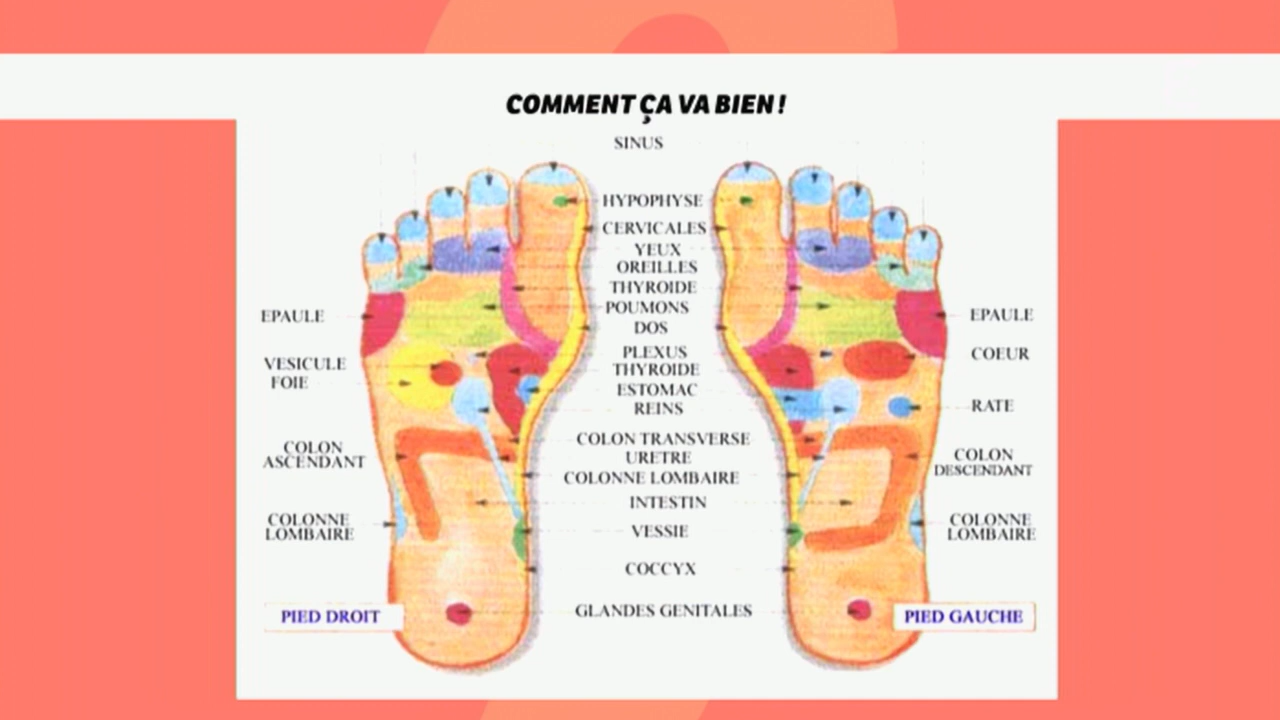 COMMENT ÇA VA BIEN !
SINUS
HYPOPHYSE
CERVICALES
YEUX
OREILLES
THYROIDE
POUMONS
DOS
PLEXUS
THYROIDE
ESTOMAC
REINS
COLON TRANSVERSE
URETRE
COLONNE LOMBAIRE
INTESTIN
VESSIE
COCCYX
GLANDES GENITALES
EPAULE
VESICULE
FOIE
COLON
ASCENDANT
COLONNE
LOMBAIRE
PIED DROIT
EPAULE
COEUR
RATE
COLON
DESCENDANT
COLONNE
LOMBAIRE
PIED GAUCHE